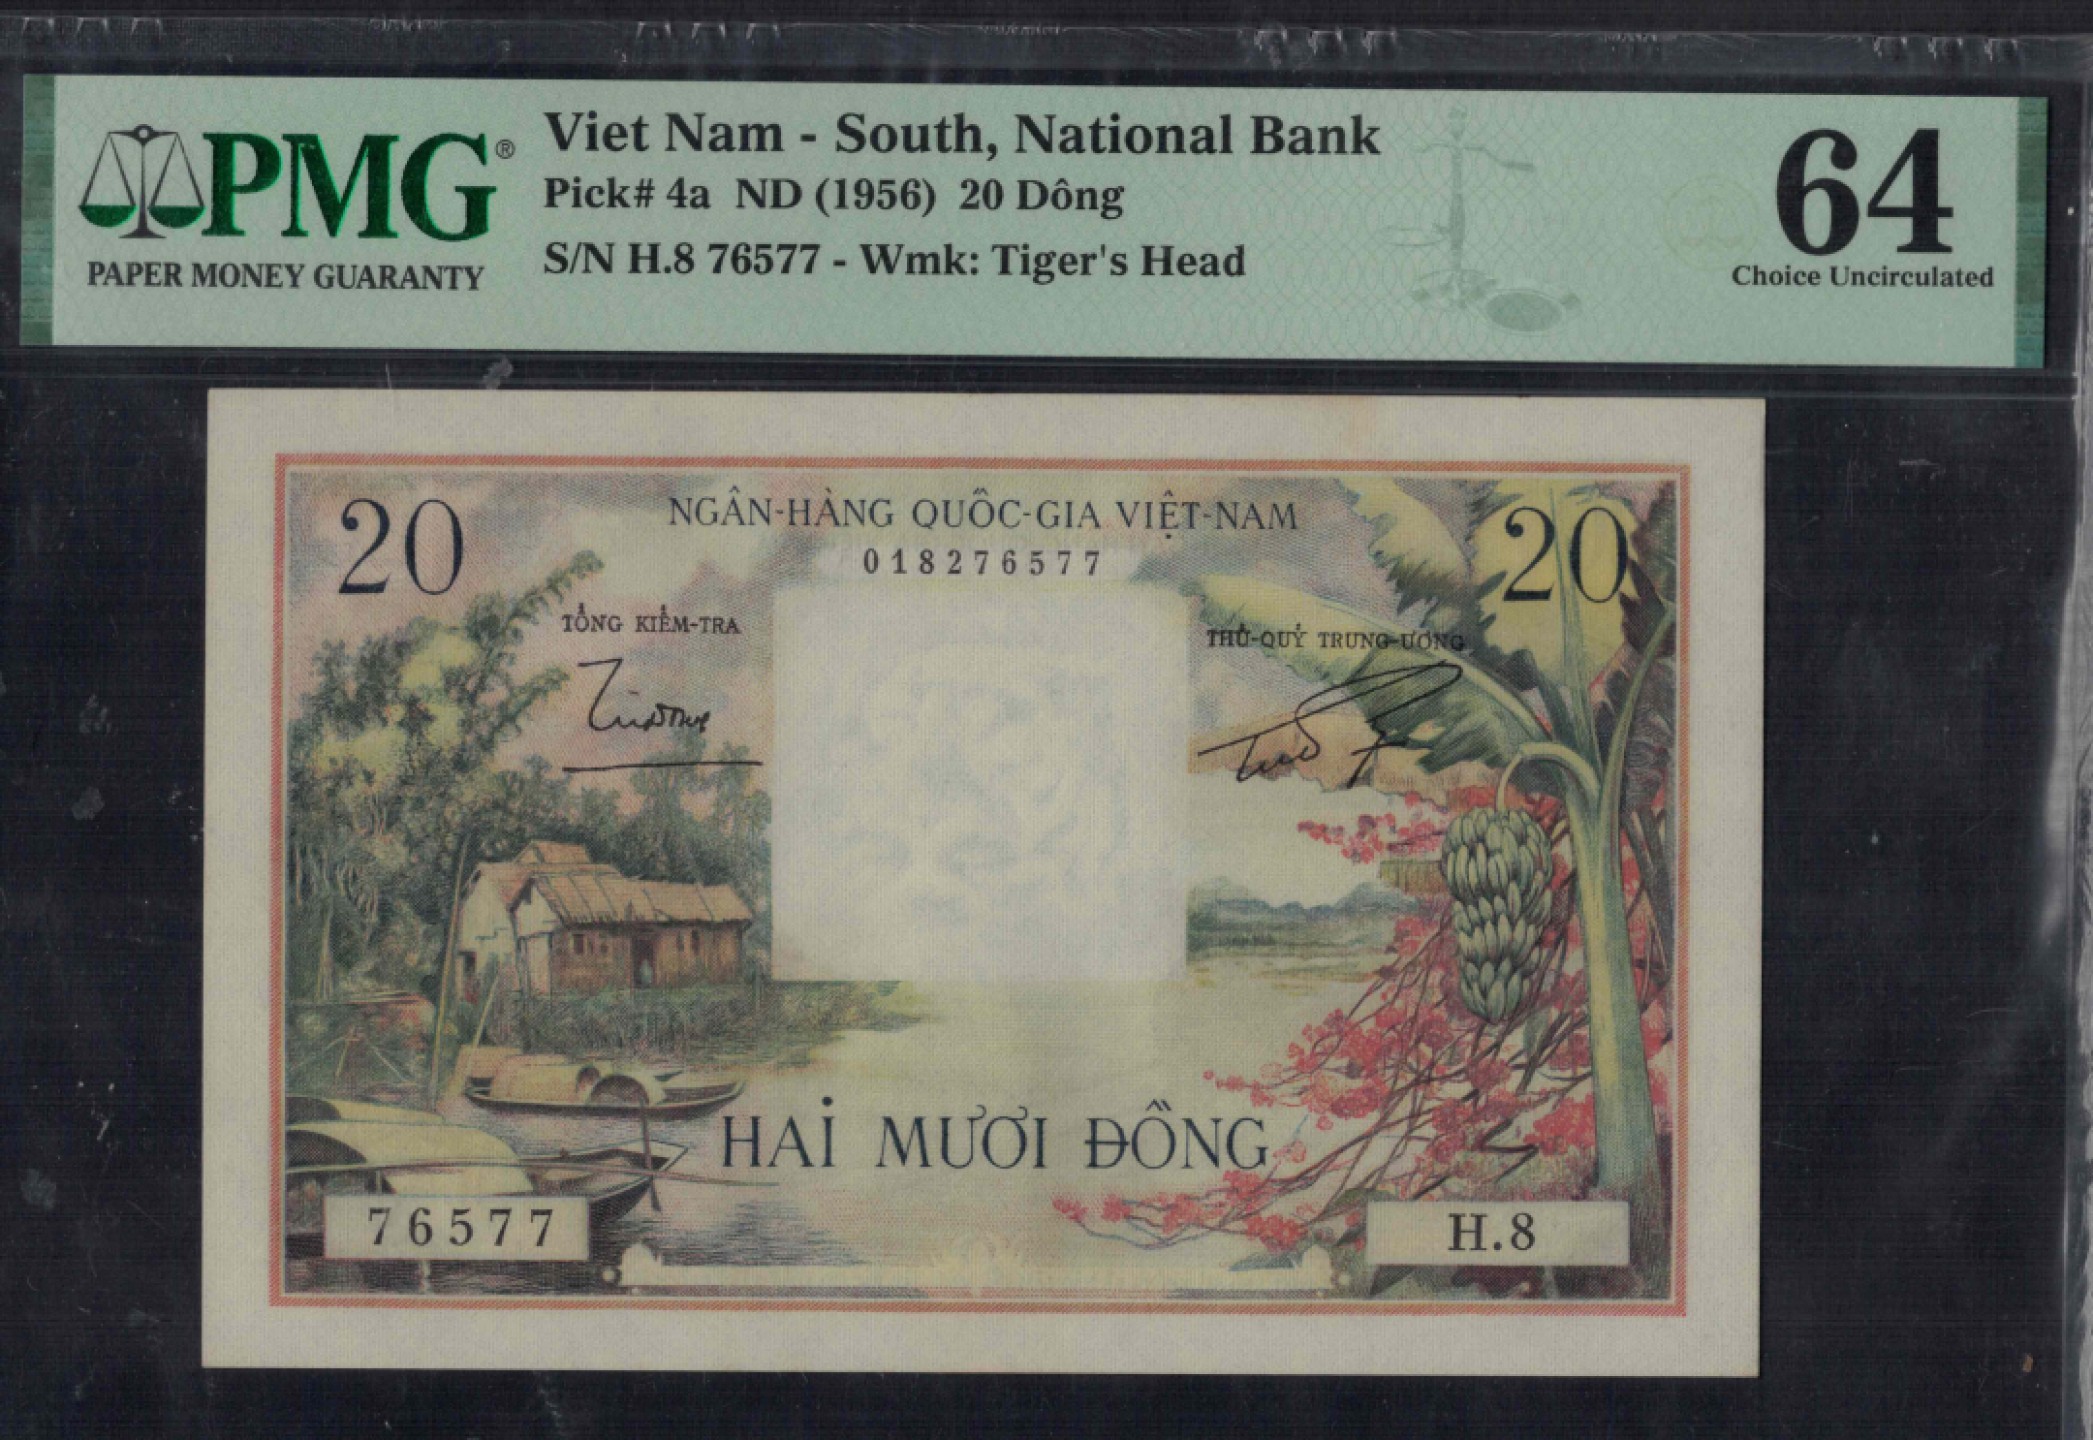 PMG®
PAPER MONEY GUARANTY
Viet Nam - South, National Bank
Pick# 4a ND (1956) 20 Dông
S/N H.8 76577 - Wmk: Tiger's Head
64
Choice Uncirculated
20
NGÂN-HÀNG QUỐC-GIA VIỆT-NAM
20
018276577
TỔNG KIỂM-TRA
THỦ-QUỸ TRUNG-ƯƠNG
HAI MƯƠI ĐỒNG
76577
H.8